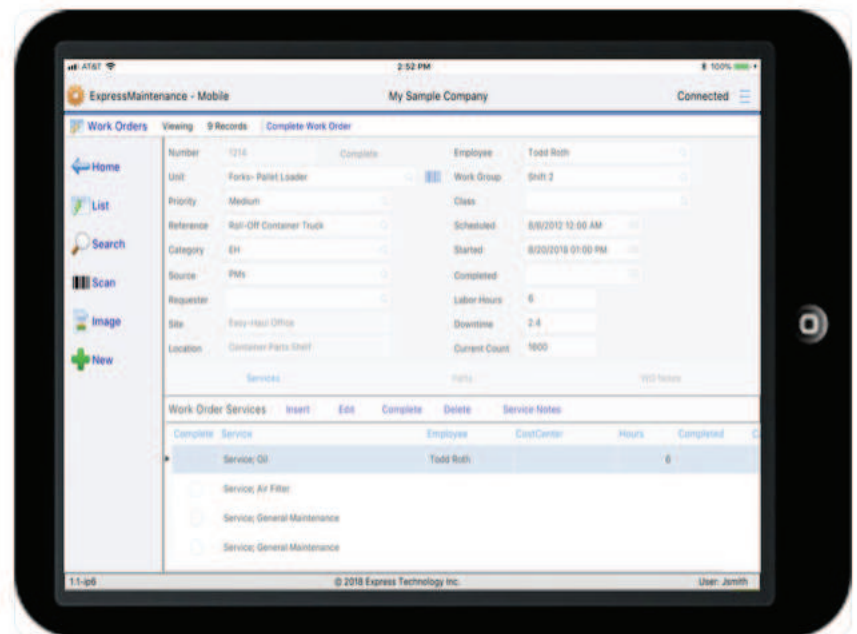 AT&T 2:52 PM 100%
ExpressMaintenance - Mobile My Sample Company Connected
Work Orders Viewing 9 Records Complete Work Order
Home
List
Search
Scan
Image
New
Number 1214 Complete Employee Todd Roth
Unit Forks- Pallet Loader Work Group Shift 2
Priority Medium Class
Reference Roll-Off Container Truck Scheduled 8/8/2012 12:00 AM
Category EH Started 8/20/2018 01:00 PM
Source PMs Completed
Requester Labor Hours 6
Site Easy-Haul Office Downtime 2.4
Location Container Parts Shelf Current Count 1600
Services Parts WO Notes
Work Order Services Insert Edit Complete Delete Service Notes
Complete Service Employee CostCenter Hours Completed
Service; Oil Todd Roth 6
Service; Air Filter
Service; General Maintenance
Service; General Maintenance
1.1-ip6 © 2018 Express Technology Inc. User: Jsmith